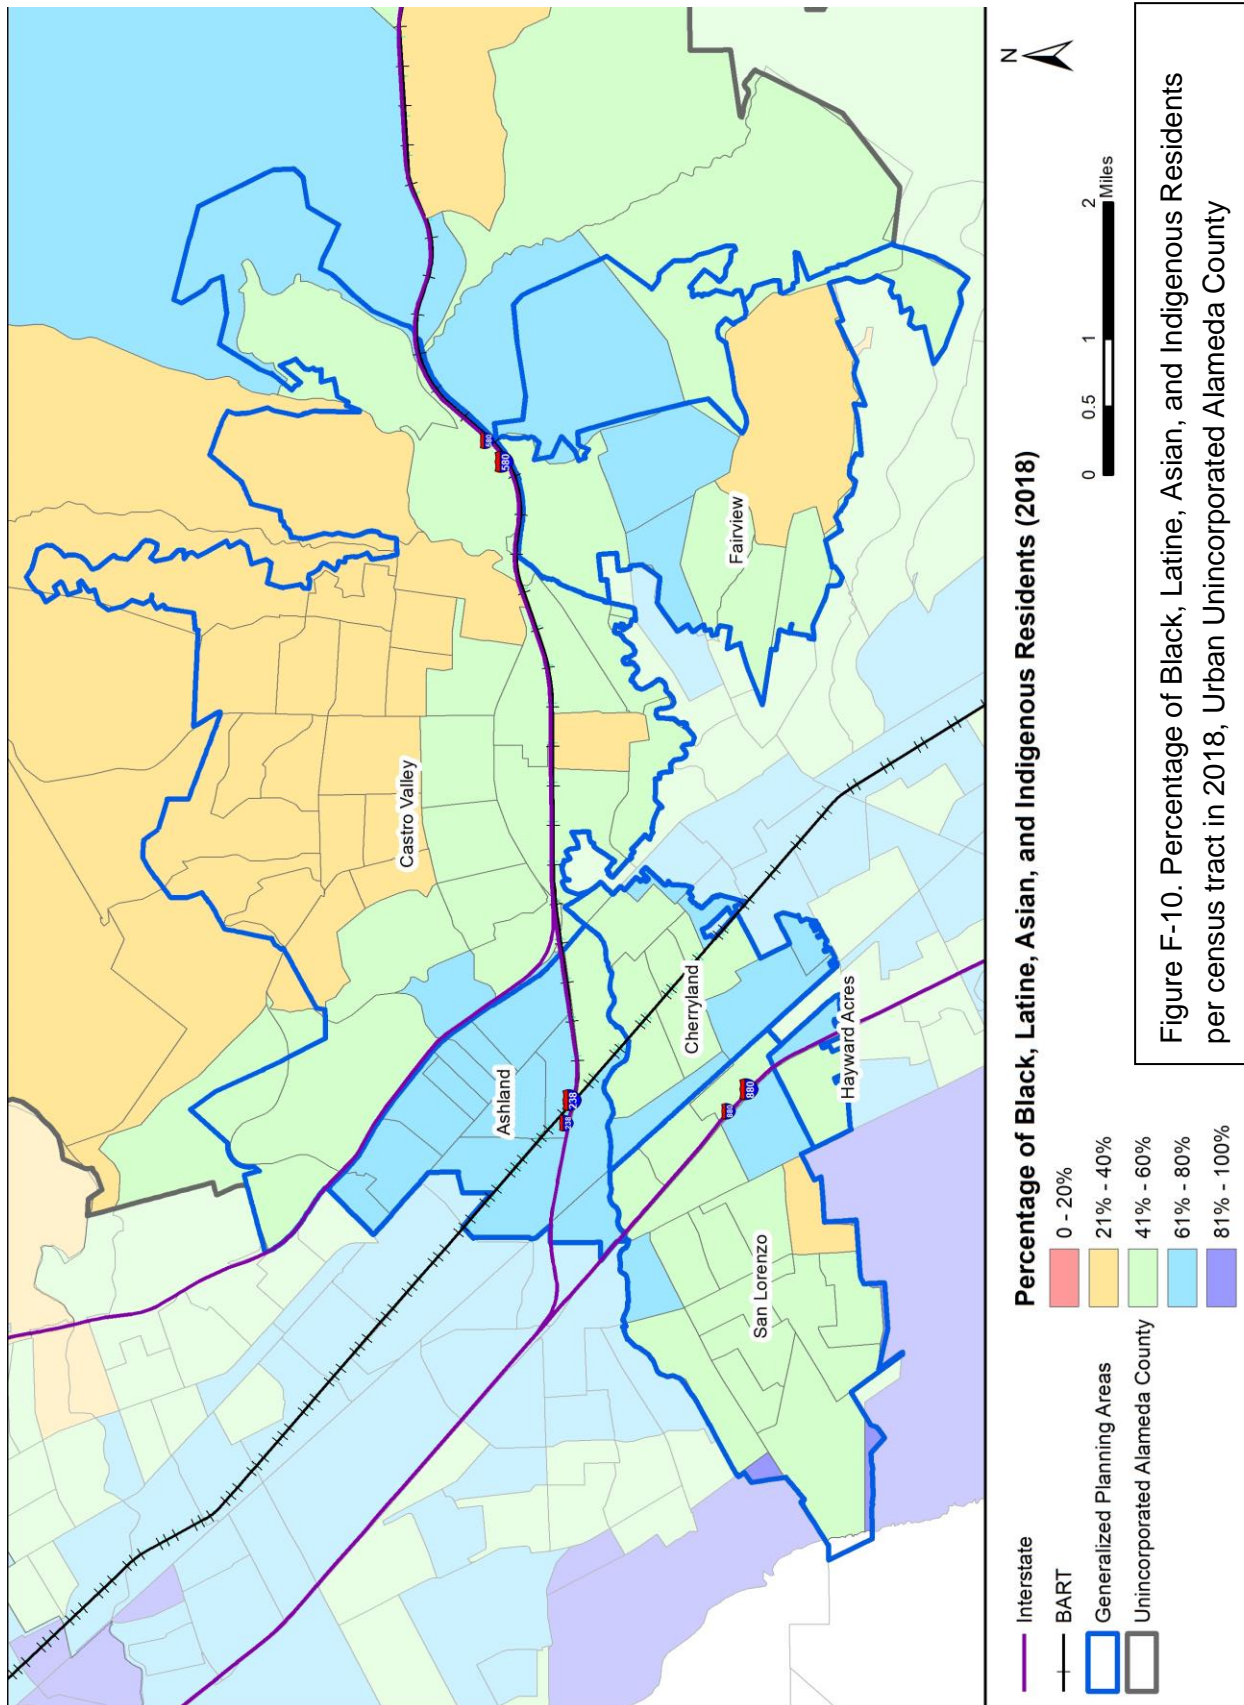 Castro Valley
Ashland
Cherryland
Fairview
Hayward Acres
San Lorenzo
580
580
238
238
880
880
Percentage of Black, Latine, Asian, and Indigenous Residents (2018)
Interstate
BART
Generalized Planning Areas
Unincorporated Alameda County
0 - 20%
21% - 40%
41% - 60%
61% - 80%
81% - 100%
0 0.5 1 2
Miles
N
Figure F-10. Percentage of Black, Latine, Asian, and Indigenous Residents
per census tract in 2018, Urban Unincorporated Alameda County